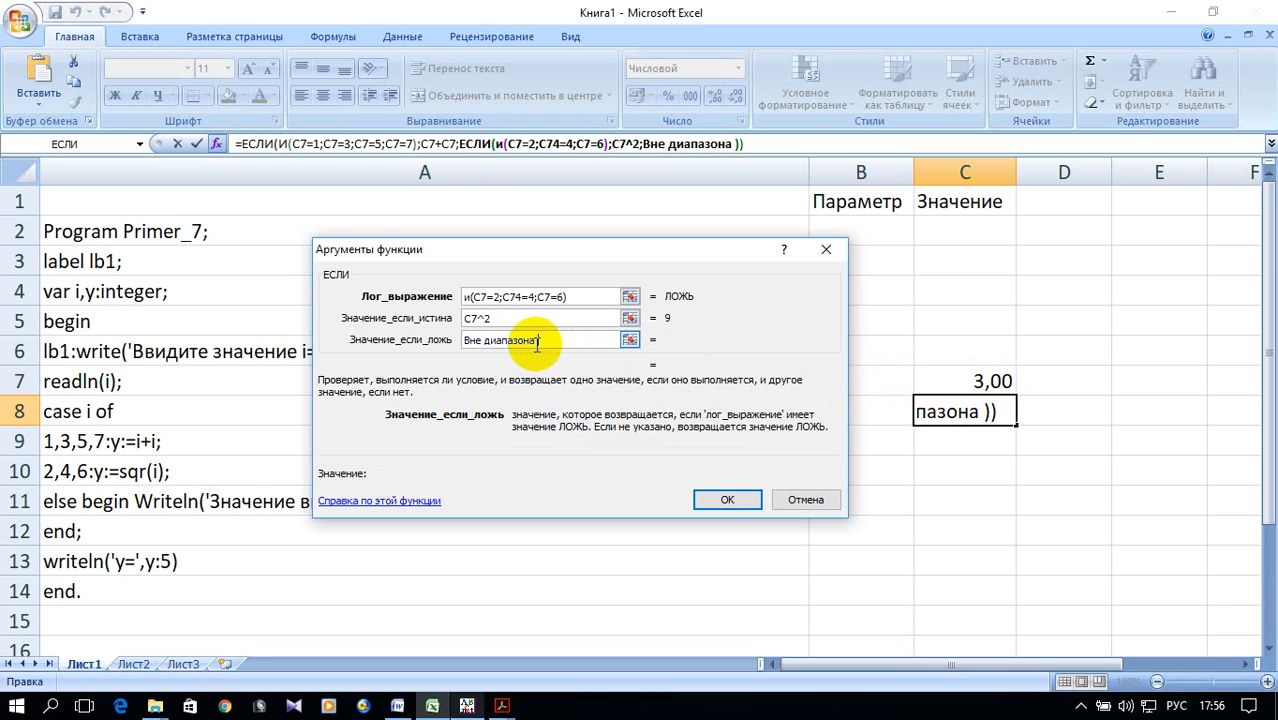 Книга1 - Microsoft Excel
Главная Вставка Разметка страницы Формулы Данные Рецензирование Вид
Вставить
Буфер обмена
11
Ж К Ч
Шрифт
Перенос текста
Объединить и поместить в центре
Выравнивание
Числовой
% 000
Число
Условное форматирование
Форматировать как таблицу
Стили ячеек
Стили
Вставить
Удалить
Формат
Ячейки
Сортировка и фильтр
Найти и выделить
Редактирование
ЕСЛИ =ЕСЛИ(И(C7=1;C7=3;C7=5;C7=7);C7+C7;ЕСЛИ(и(C7=2;C74=4;C7=6);C7^2;Вне диапазона ))
A B C D E F
1 Параметр Значение
2 Program Primer_7;
3 label lb1;
4 var i,y:integer;
5 begin
6 lb1:write('Введите значение i=
7 readln(i); 3,00
8 case i of пазона ))
9 1,3,5,7:y:=i+i;
10 2,4,6:y:=sqr(i);
11 else begin Writeln('Значение в
12 end;
13 writeln('y=',y:5)
14 end.
15
16
Аргументы функции
ЕСЛИ
Лог_выражение и(C7=2;C74=4;C7=6) = ЛОЖЬ
Значение_если_истина C7^2 = 9
Значение_если_ложь Вне диапазона =
=
Проверяет, выполняется ли условие, и возвращает одно значение, если оно выполняется, и другое
значение, если нет.
Значение_если_ложь значение, которое возвращается, если 'лог_выражение' имеет
значение ЛОЖЬ. Если не указано, возвращается значение ЛОЖЬ.
Значение:
Справка по этой функции
ОК Отмена
Лист1 Лист2 Лист3
Правка
160%
РУС 17:56